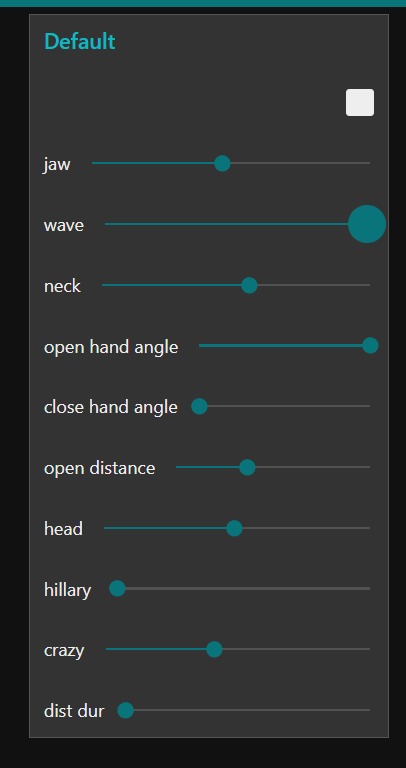 Default
jaw
wave
neck
open hand angle
close hand angle
open distance
head
hillary
crazy
dist dur